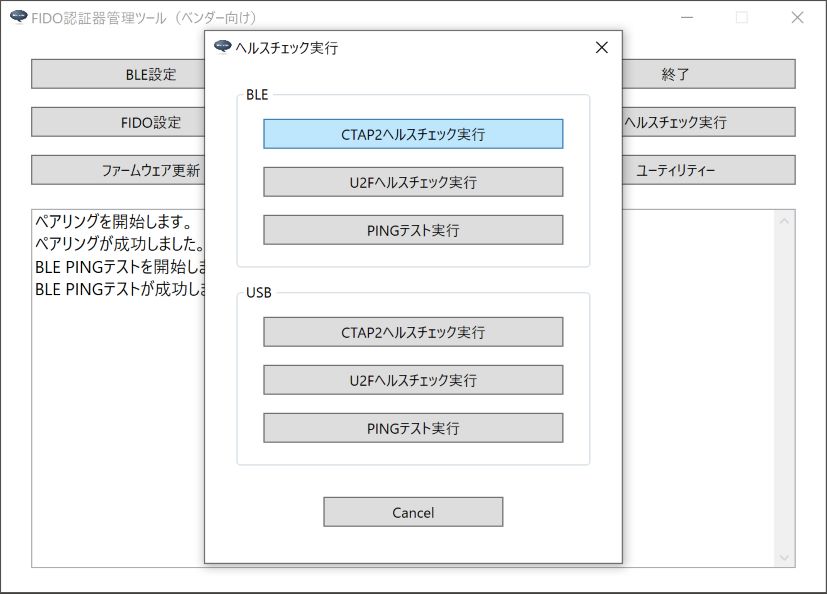 FIDO認証器管理ツール（ベンダー向け）
BLE設定
FIDO設定
ファームウェア更新
終了
ヘルスチェック実行
ユーティリティー
ペアリングを開始します。
ペアリングが成功しました。
BLE PINGテストを開始しま
BLE PINGテストが成功しま
ヘルスチェック実行
BLE
CTAP2ヘルスチェック実行
U2Fヘルスチェック実行
PINGテスト実行
USB
CTAP2ヘルスチェック実行
U2Fヘルスチェック実行
PINGテスト実行
Cancel